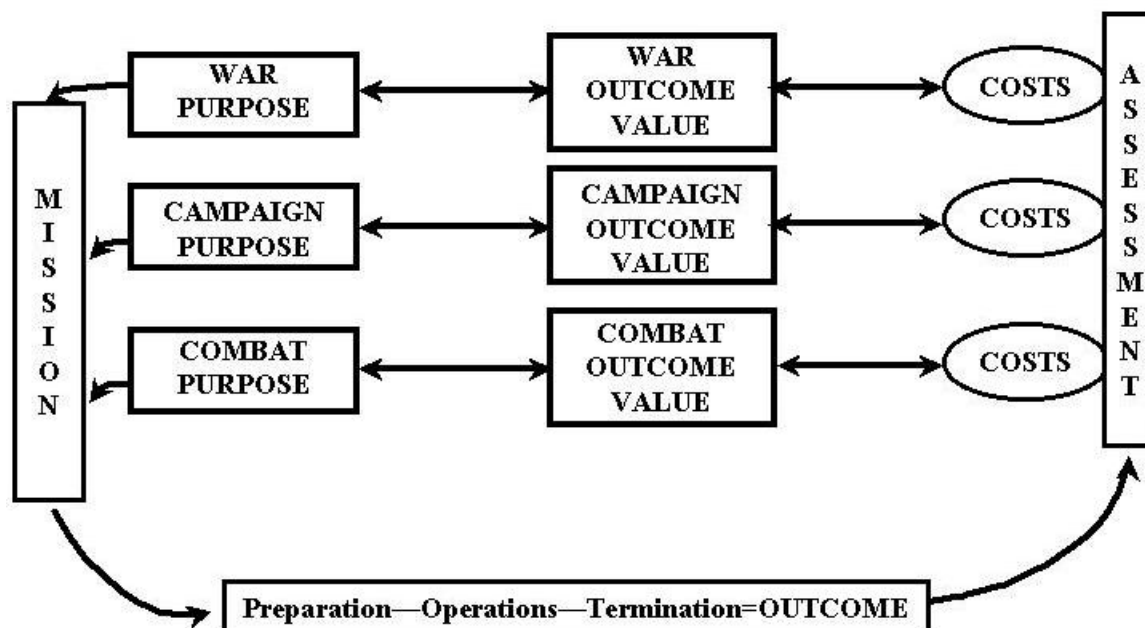 WAR
PURPOSE
WAR
OUTCOME
VALUE
COSTS
CAMPAIGN
PURPOSE
CAMPAIGN
OUTCOME
VALUE
COSTS
COMBAT
PURPOSE
COMBAT
OUTCOME
VALUE
COSTS
MISSION
ASSESSMENT
Preparation—Operations—Termination=OUTCOME